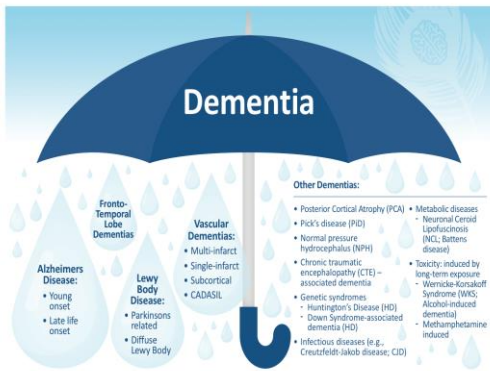 Dementia
Fronto-
Temporal
Lobe
Dementias
Alzheimers
Disease:
• Young
onset
• Late life
onset
Lewy
Body
Disease:
• Parkinsons
related
• Diffuse
Lewy Body
Vascular
Dementias:
• Multi-infarct
• Single-infarct
• Subcortical
• CADASIL
Other Dementias:
• Posterior Cortical Atrophy (PCA)
• Pick's disease (PiD)
• Normal pressure
hydrocephalus (NPH)
• Chronic traumatic
encephalopathy (CTE) –
associated dementia
• Genetic syndromes
- Huntington's Disease (HD)
- Down Syndrome-associated
dementia (HD)
• Infectious diseases (e.g.,
Creutzfeldt-Jakob disease; CJD)
• Metabolic diseases
- Neuronal Ceroid
Lipofuscinosis
(NCL; Battens
disease)
• Toxicity: induced by
long-term exposure
- Wernicke-Korsakoff
Syndrome (WKS;
Alcohol-induced
dementia)
- Methamphetamine
induced